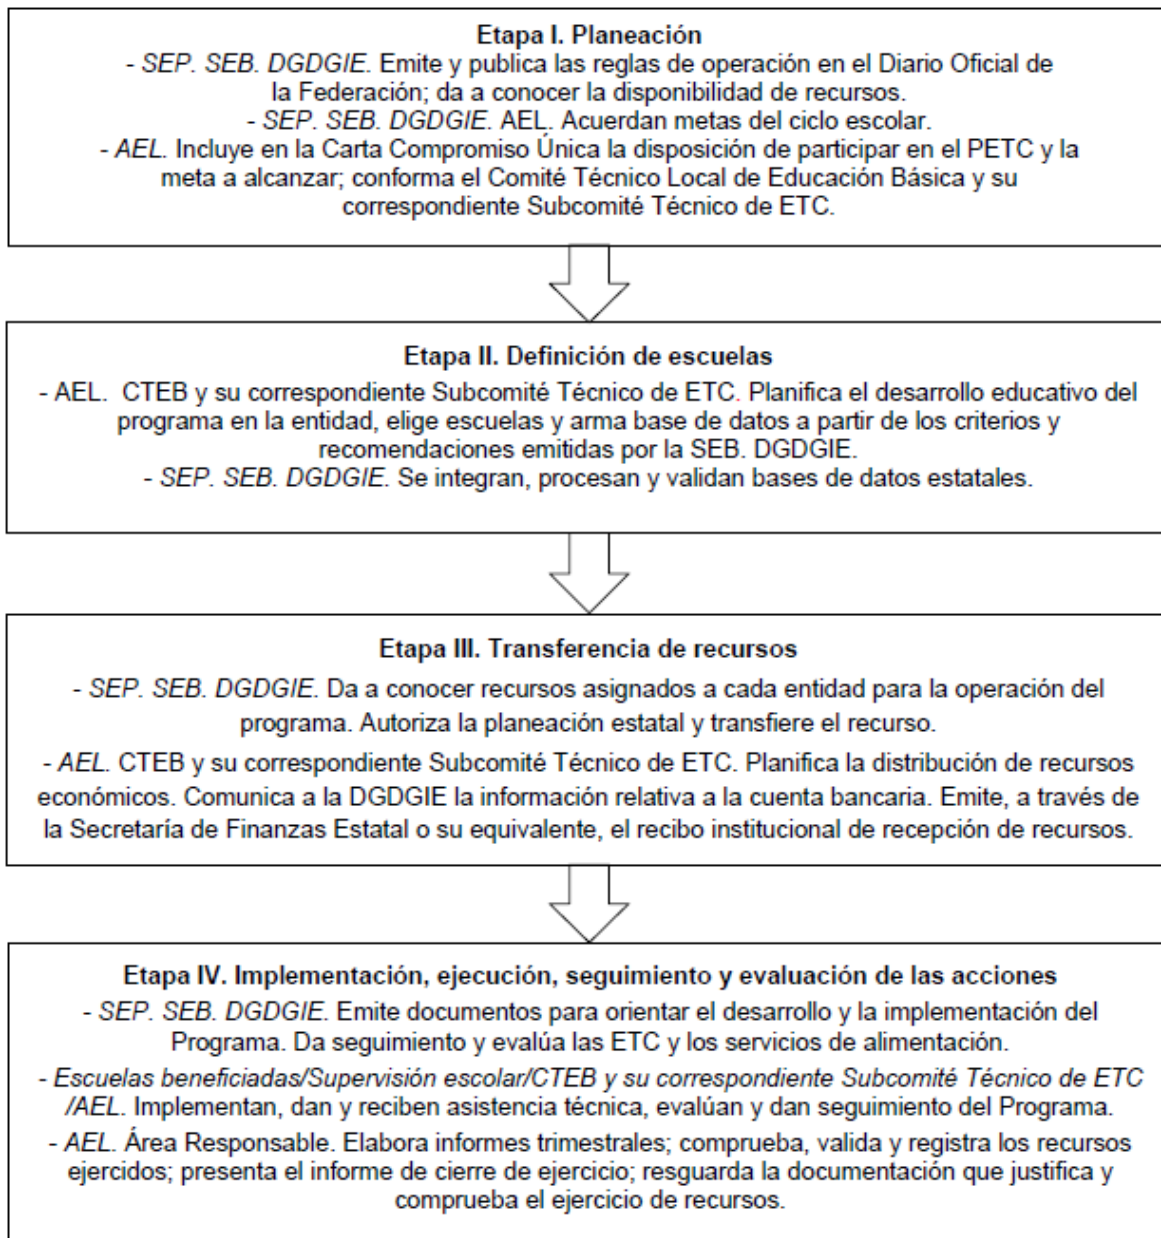 Etapa I. Planeación
- SEP. SEB. DGDGIE. Emite y publica las reglas de operación en el Diario Oficial de
la Federación; da a conocer la disponibilidad de recursos.
- SEP. SEB. DGDGIE. AEL. Acuerdan metas del ciclo escolar.
- AEL. Incluye en la Carta Compromiso Única la disposición de participar en el PETC y la
meta a alcanzar; conforma el Comité Técnico Local de Educación Básica y su
correspondiente Subcomité Técnico de ETC.
Etapa II. Definición de escuelas
- AEL. CTEB y su correspondiente Subcomité Técnico de ETC. Planifica el desarrollo educativo del
programa en la entidad, elige escuelas y arma base de datos a partir de los criterios y
recomendaciones emitidas por la SEB. DGDGIE.
- SEP. SEB. DGDGIE. Se integran, procesan y validan bases de datos estatales.
Etapa III. Transferencia de recursos
- SEP. SEB. DGDGIE. Da a conocer recursos asignados a cada entidad para la operación del
programa. Autoriza la planeación estatal y transfiere el recurso.
- AEL. CTEB y su correspondiente Subcomité Técnico de ETC. Planifica la distribución de recursos
económicos. Comunica a la DGDGIE la información relativa a la cuenta bancaria. Emite, a través de
la Secretaría de Finanzas Estatal o su equivalente, el recibo institucional de recepción de recursos.
Etapa IV. Implementación, ejecución, seguimiento y evaluación de las acciones
- SEP. SEB. DGDGIE. Emite documentos para orientar el desarrollo y la implementación del
Programa. Da seguimiento y evalúa las ETC y los servicios de alimentación.
- Escuelas beneficiadas/Supervisión escolar/CTEB y su correspondiente Subcomité Técnico de ETC
/AEL. Implementan, dan y reciben asistencia técnica, evalúan y dan seguimiento del Programa.
- AEL. Área Responsable. Elabora informes trimestrales; comprueba, valida y registra los recursos
ejercidos; presenta el informe de cierre de ejercicio; resguarda la documentación que justifica y
comprueba el ejercicio de recursos.